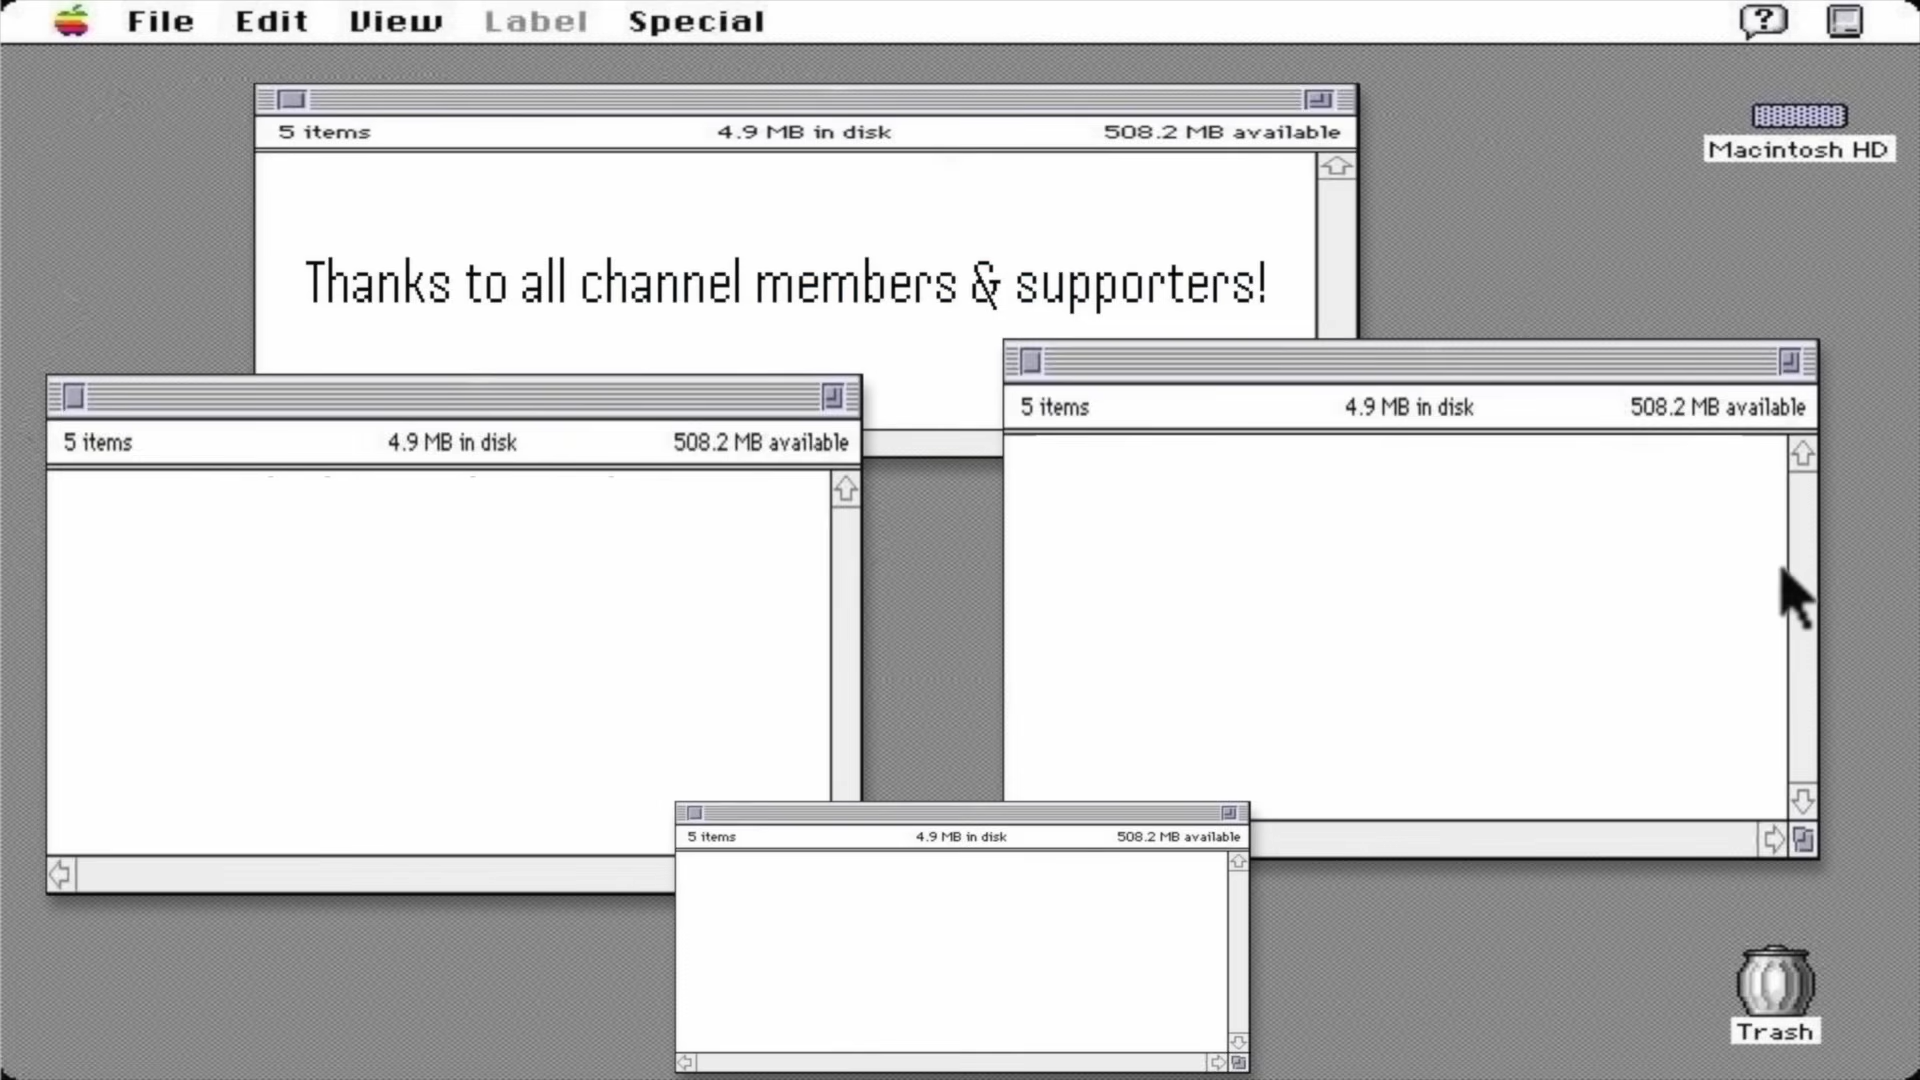 File Edit View Label Special
5 items 4.9 MB in disk 508.2 MB available
Macintosh HD
Thanks to all channel members & supporters!
5 items 4.9 MB in disk 508.2 MB available
5 items 4.9 MB in disk 508.2 MB available
5 items 4.9 MB in disk 508.2 MB available
Trash